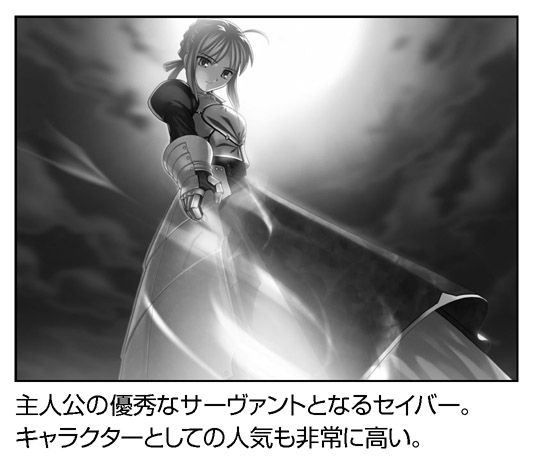 主人公の優秀なサーヴァントとなるセイバー。
キャラクターとしての人気も非常に高い。